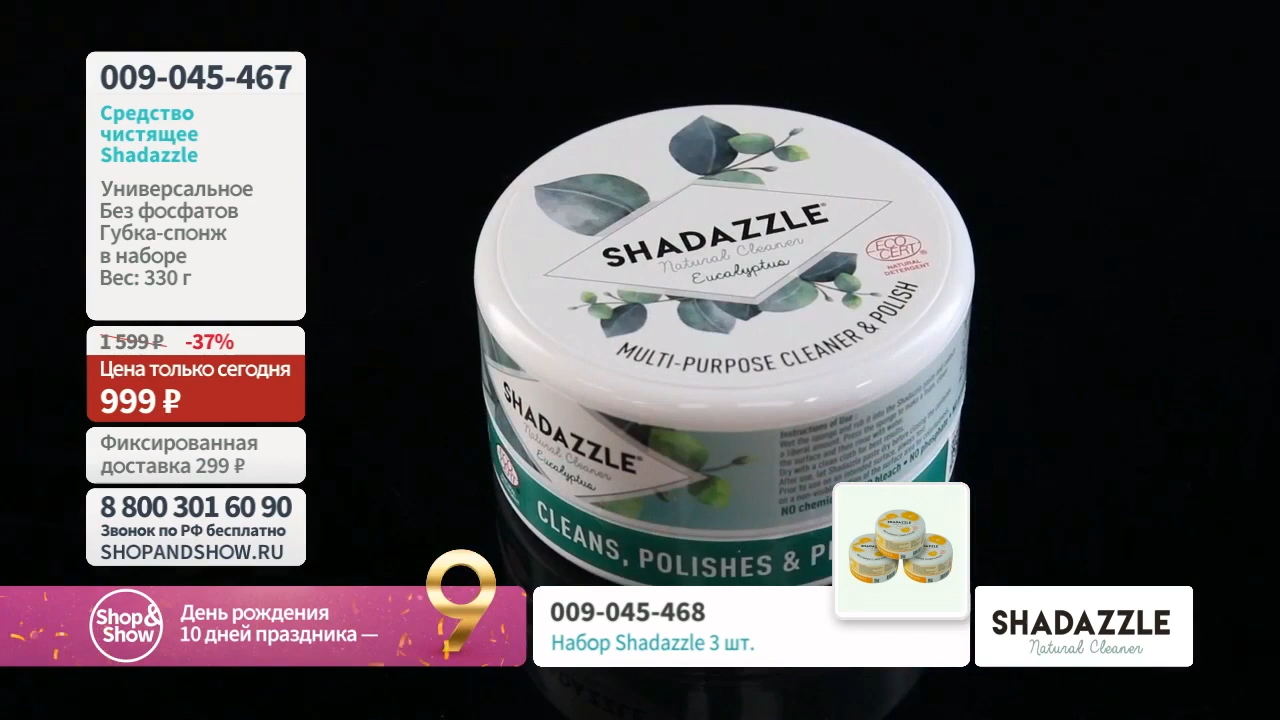 009-045-467
Средство
чистящее
Shadazzle
Универсальное
Без фосфатов
Губка-спонж
в наборе
Вес: 330 г
1 599 ₽ -37%
Цена только сегодня
999 ₽
Фиксированная
доставка 299 ₽
8 800 301 60 90
Звонок по РФ бесплатно
SHOPANDSHOW.RU
SHADAZZLE®
Natural Cleaner
Eucalyptus
ECO
CERT®
NATURAL
DETERGENT
MULTI-PURPOSE CLEANER & POLISH
SHADAZZLE®
Natural Cleaner
Eucalyptus
ECO
CERT
Instructions of Use :
CLEANS, POLISHES & P
Shop&
Show
День рождения
10 дней праздника —
9
009-045-468
Набор Shadazzle 3 шт.
SHADAZZLE
SHADAZZLE
Natural Cleaner